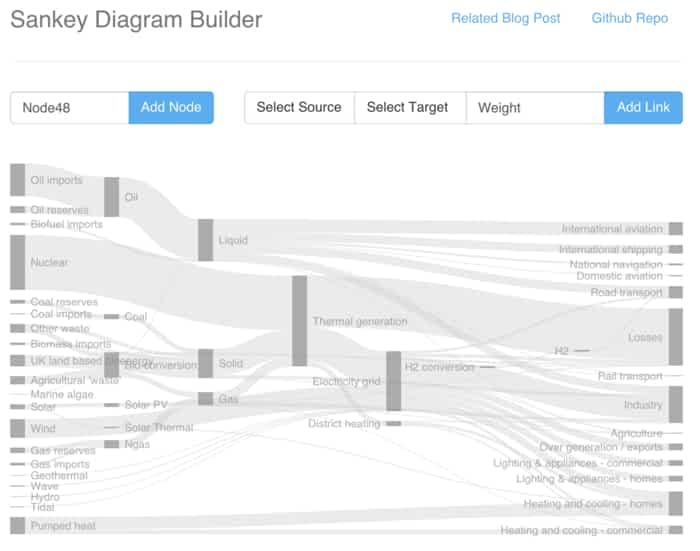 Sankey Diagram Builder
Related Blog Post
Github Repo
Node48
Add Node
Select Source
Select Target
Weight
Add Link
Oil imports
Oil reserves
Biofuel imports
Nuclear
Coal reserves
Coal imports
Other waste
Biomass imports
UK land based bioenergy
Agricultural 'waste'
Marine algae
Solar
Wind
Gas reserves
Gas imports
Geothermal
Wave
Hydro
Tidal
Pumped heat
Oil
Coal
Bio-conversion
Solar PV
Solar Thermal
Ngas
Liquid
Solid
Gas
Thermal generation
Electricity grid
District heating
H2 conversion
H2
International aviation
International shipping
National navigation
Domestic aviation
Road transport
Losses
Rail transport
Industry
Agriculture
Over generation / exports
Lighting & appliances - commercial
Lighting & appliances - homes
Heating and cooling - homes
Heating and cooling - commercial